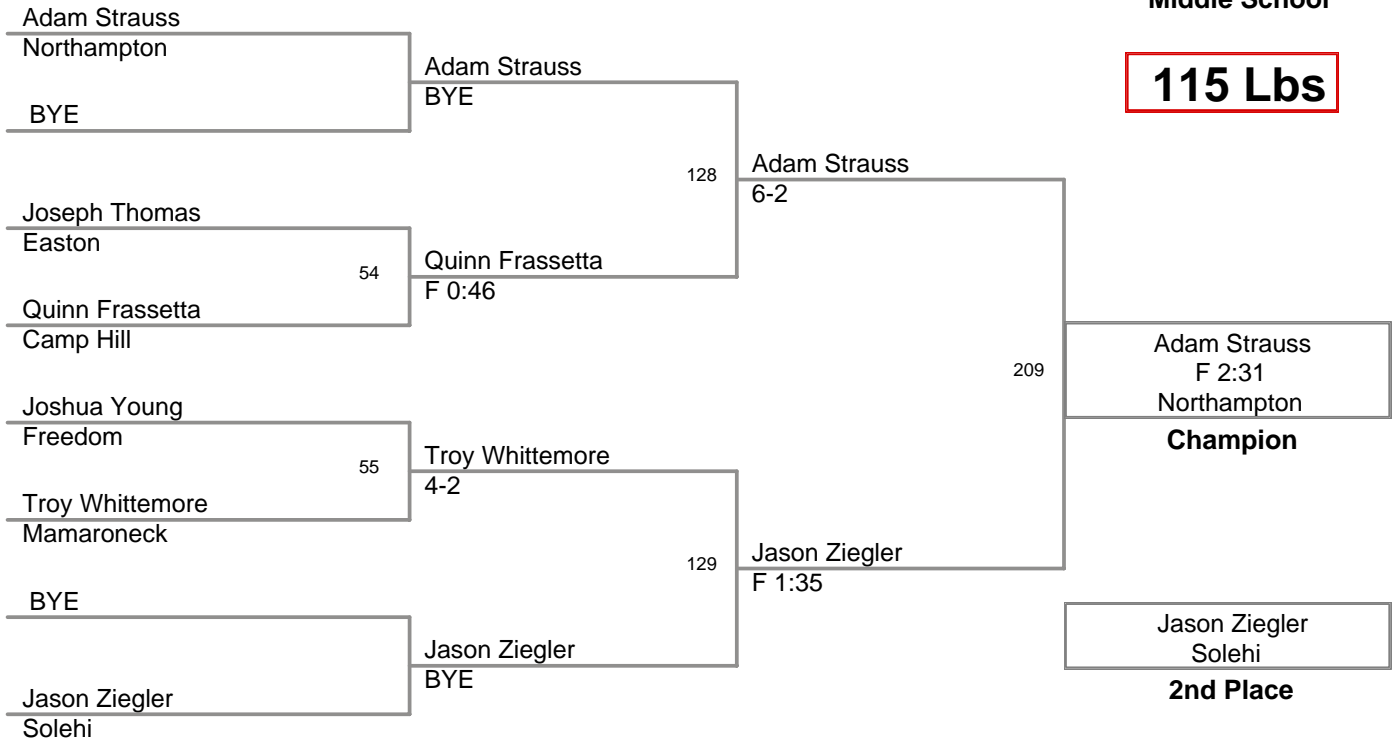 Middle School
115 Lbs
Adam Strauss
Northampton
BYE
Joseph Thomas
Easton
54
Quinn Frassetta
Camp Hill
Joshua Young
Freedom
55
Troy Whittemore
Mamaroneck
BYE
Jason Ziegler
Solehi
Adam Strauss
BYE
128
Quinn Frassetta
F 0:46
Troy Whittemore
4-2
129
Jason Ziegler
BYE
Adam Strauss
6-2
209
Jason Ziegler
F 1:35
Adam Strauss
F 2:31
Northampton
Champion
Jason Ziegler
Solehi
2nd Place